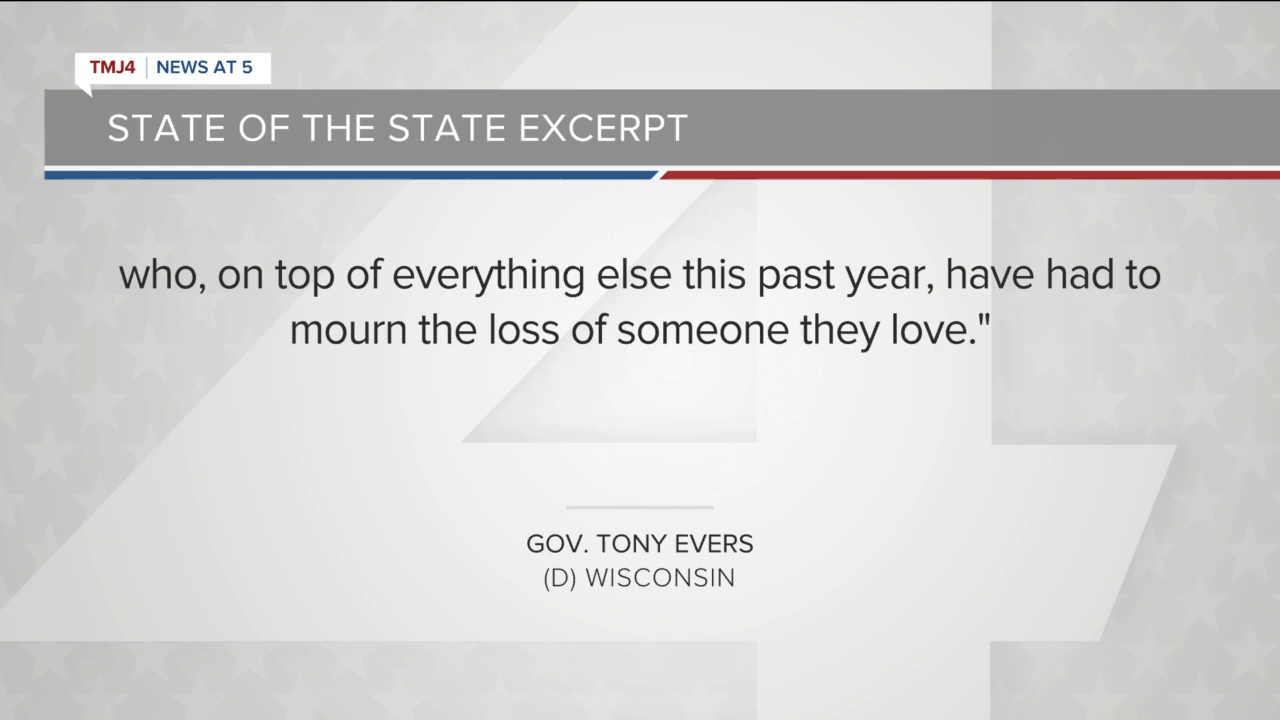 TMJ4 | NEWS AT 5
STATE OF THE STATE EXCERPT
who, on top of everything else this past year, have had to
mourn the loss of someone they love."
GOV. TONY EVERS
(D) WISCONSIN